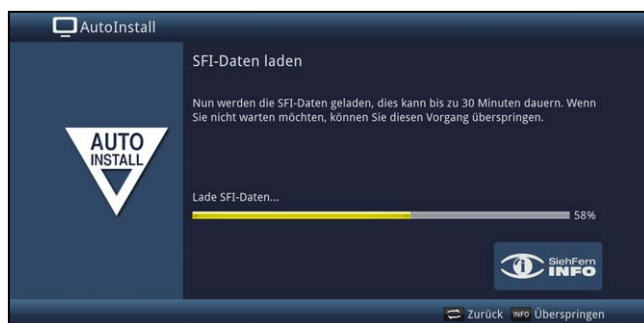 AutoInstall
SFI-Daten laden
Nun werden die SFI-Daten geladen, dies kann bis zu 30 Minuten dauern. Wenn
Sie nicht warten möchten, können Sie diesen Vorgang überspringen.
AUTO
INSTALL
Lade SFI-Daten...
58%
SiehFern
INFO
Zurück INFO Überspringen